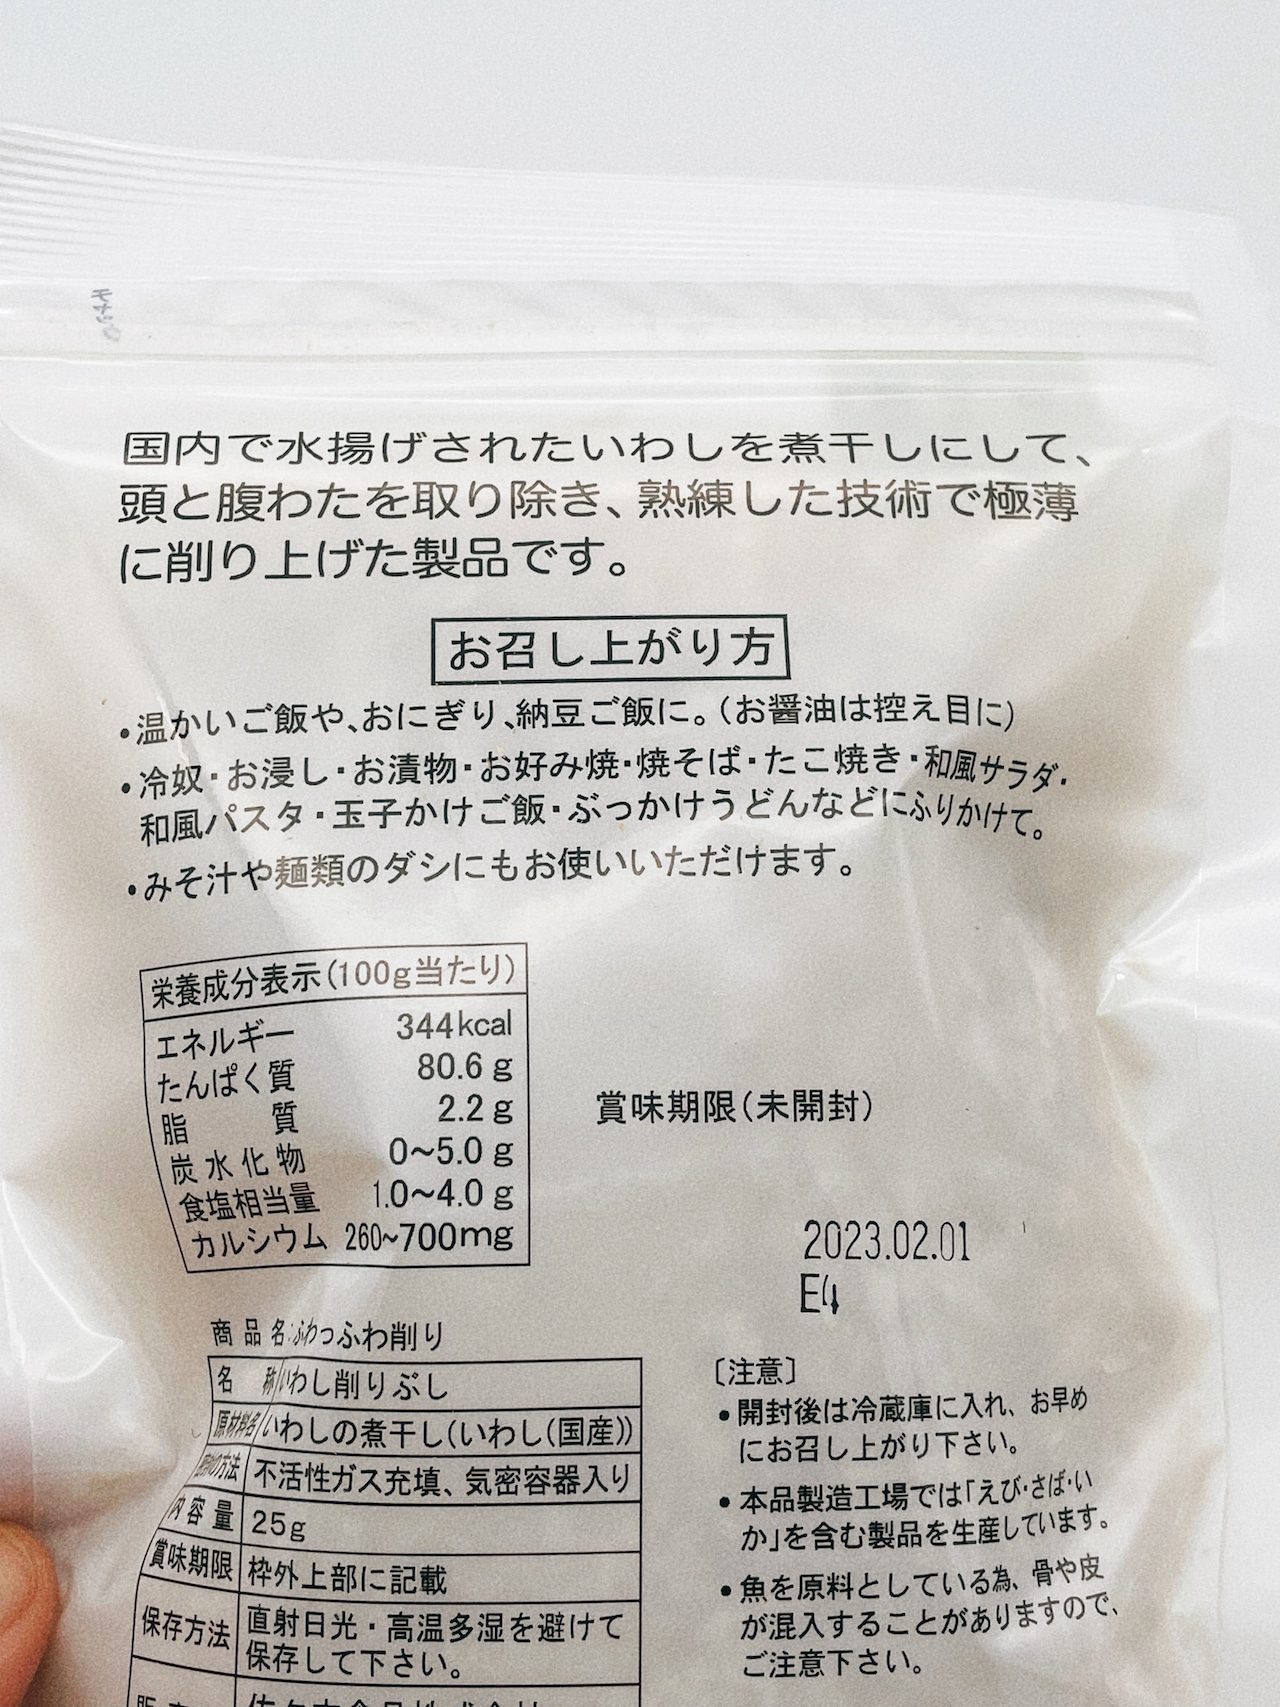 国内で水揚げされたいわしを煮干しにして、
頭と腹わたを取り除き、熟練した技術で極薄
に削り上げた製品です。
お召し上がり方
・温かいご飯や、おにぎり、納豆ご飯に。(お醤油は控え目に)
・冷奴・お浸し・お漬物・お好み焼・焼そば・たこ焼き・和風サラダ・
和風パスタ・玉子かけご飯・ぶっかけうどんなどにふりかけて。
・みそ汁や麺類のダシにもお使いいただけます。
栄養成分表示(100g当たり)
エネルギー 344kcal
たんぱく質 80.6g
脂質 2.2g
炭水化物 0~5.0g
食塩相当量 1.0~4.0g
カルシウム 260~700mg
賞味期限(未開封)
2023.02.01
E4
商品名:ふわっふわ削り
名称 いわし削りぶし
原材料名 いわしの煮干し(いわし(国産))
の方法 不活性ガス充填、気密容器入り
内容量 25g
賞味期限 枠外上部に記載
保存方法 直射日光・高温多湿を避けて
保存して下さい。
〔注意〕
・開封後は冷蔵庫に入れ、お早め
にお召し上がり下さい。
・本品製造工場では「えび・さば・い
か」を含む製品を生産しています。
・魚を原料としている為、骨や皮
が混入することがありますので、
ご注意下さい。